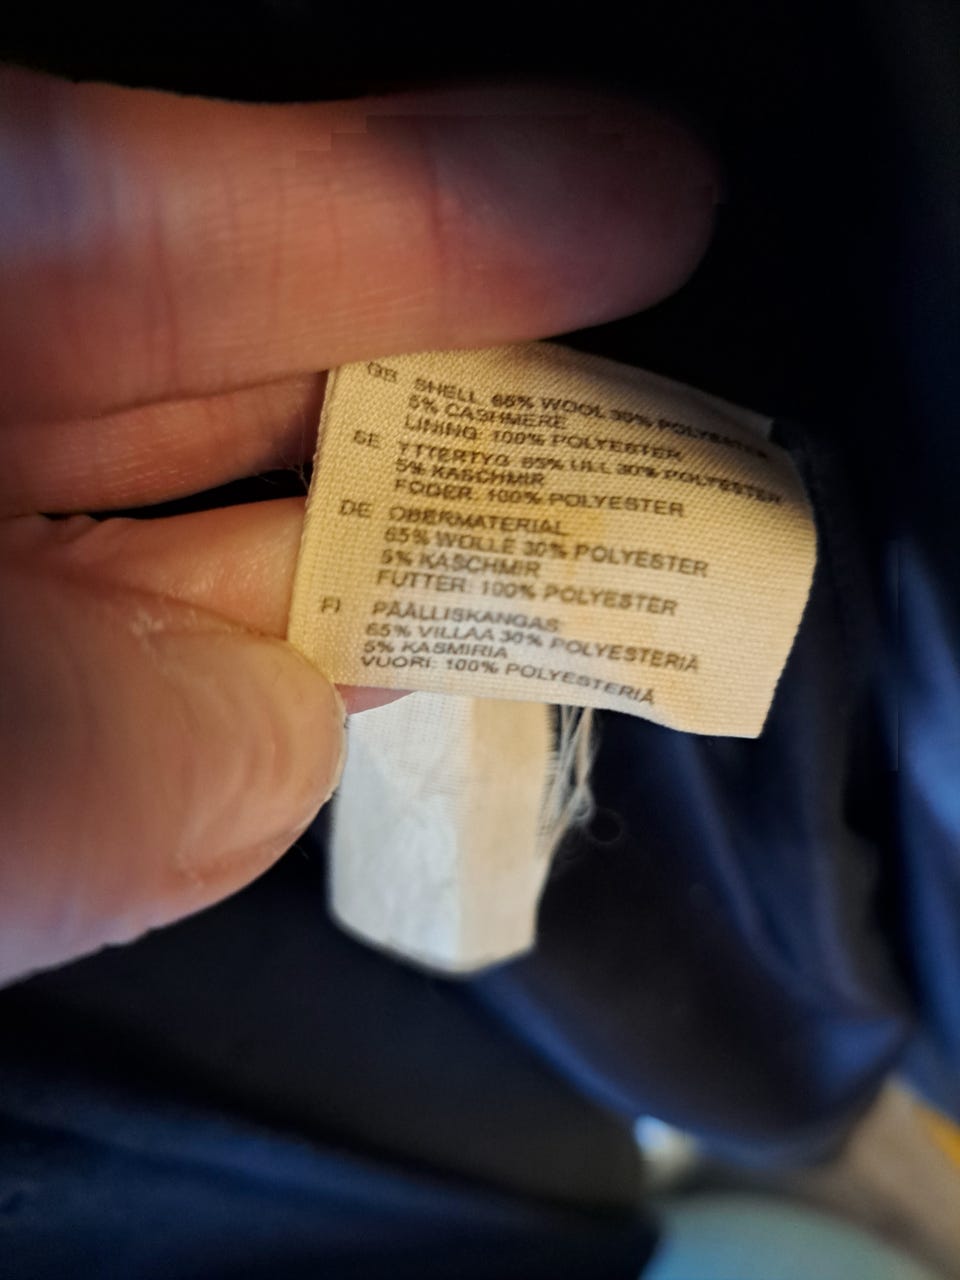 GB SHELL 65% WOOL 30% POLYESTER
5% CASHMERE
LINING: 100% POLYESTER
SE YTTERTYG 65% ULL 30% POLYESTER
5% KASCHMIR
FODER: 100% POLYESTER
DE OBERMATERIAL
65% WOLLE 30% POLYESTER
5% KASCHMIR
FUTTER: 100% POLYESTER
FI PÄÄLLISKANGAS:
65% VILLAA 30% POLYESTERIÄ
5% KASMIRIA
VUORI: 100% POLYESTERIÄ